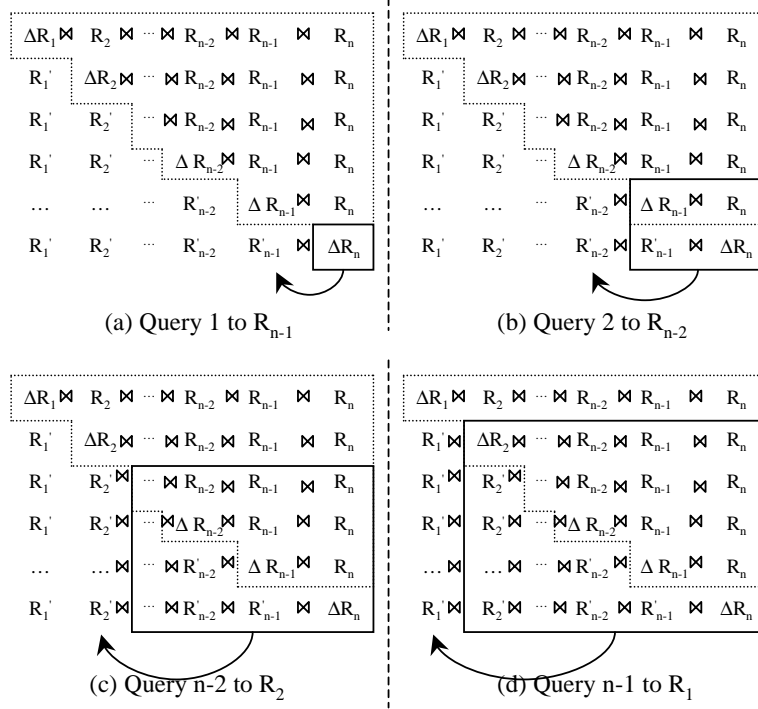 ΔR₁ ⋈ R₂ ⋈ ... ⋈ Rₙ₋₂ ⋈ Rₙ₋₁ ⋈ Rₙ
R₁' ΔR₂ ⋈ ... ⋈ Rₙ₋₂ ⋈ Rₙ₋₁ ⋈ Rₙ
R₁' R₂' ... ⋈ Rₙ₋₂ ⋈ Rₙ₋₁ ⋈ Rₙ
R₁' R₂' ... Δ Rₙ₋₂ ⋈ Rₙ₋₁ ⋈ Rₙ
... ... ... R'ₙ₋₂ Δ Rₙ₋₁ ⋈ Rₙ
R₁' R₂' ... R'ₙ₋₂ R'ₙ₋₁ ⋈ ΔRₙ
(a) Query 1 to Rₙ₋₁
ΔR₁ ⋈ R₂ ⋈ ... ⋈ Rₙ₋₂ ⋈ Rₙ₋₁ ⋈ Rₙ
R₁' ΔR₂ ⋈ ... ⋈ Rₙ₋₂ ⋈ Rₙ₋₁ ⋈ Rₙ
R₁' R₂' ... ⋈ Rₙ₋₂ ⋈ Rₙ₋₁ ⋈ Rₙ
R₁' R₂' ... Δ Rₙ₋₂ ⋈ Rₙ₋₁ ⋈ Rₙ
... ... ... R'ₙ₋₂ ⋈ Δ Rₙ₋₁ ⋈ Rₙ
R₁' R₂' ... R'ₙ₋₂ ⋈ R'ₙ₋₁ ⋈ ΔRₙ
(b) Query 2 to Rₙ₋₂
ΔR₁ ⋈ R₂ ⋈ ... ⋈ Rₙ₋₂ ⋈ Rₙ₋₁ ⋈ Rₙ
R₁' ΔR₂ ⋈ ... ⋈ Rₙ₋₂ ⋈ Rₙ₋₁ ⋈ Rₙ
R₁' R₂' ⋈ ... ⋈ Rₙ₋₂ ⋈ Rₙ₋₁ ⋈ Rₙ
R₁' R₂' ⋈ ... ⋈ Δ Rₙ₋₂ ⋈ Rₙ₋₁ ⋈ Rₙ
... ... ⋈ ... ⋈ R'ₙ₋₂ ⋈ Δ Rₙ₋₁ ⋈ Rₙ
R₁' R₂' ⋈ ... ⋈ R'ₙ₋₂ ⋈ R'ₙ₋₁ ⋈ ΔRₙ
(c) Query n-2 to R₂
ΔR₁ ⋈ R₂ ⋈ ... ⋈ Rₙ₋₂ ⋈ Rₙ₋₁ ⋈ Rₙ
R₁' ⋈ ΔR₂ ⋈ ... ⋈ Rₙ₋₂ ⋈ Rₙ₋₁ ⋈ Rₙ
R₁' ⋈ R₂' ⋈ ... ⋈ Rₙ₋₂ ⋈ Rₙ₋₁ ⋈ Rₙ
R₁' ⋈ R₂' ⋈ ... ⋈ Δ Rₙ₋₂ ⋈ Rₙ₋₁ ⋈ Rₙ
... ⋈ ... ⋈ ... ⋈ R'ₙ₋₂ ⋈ Δ Rₙ₋₁ ⋈ Rₙ
R₁' ⋈ R₂' ⋈ ... ⋈ R'ₙ₋₂ ⋈ R'ₙ₋₁ ⋈ ΔRₙ
(d) Query n-1 to R₁